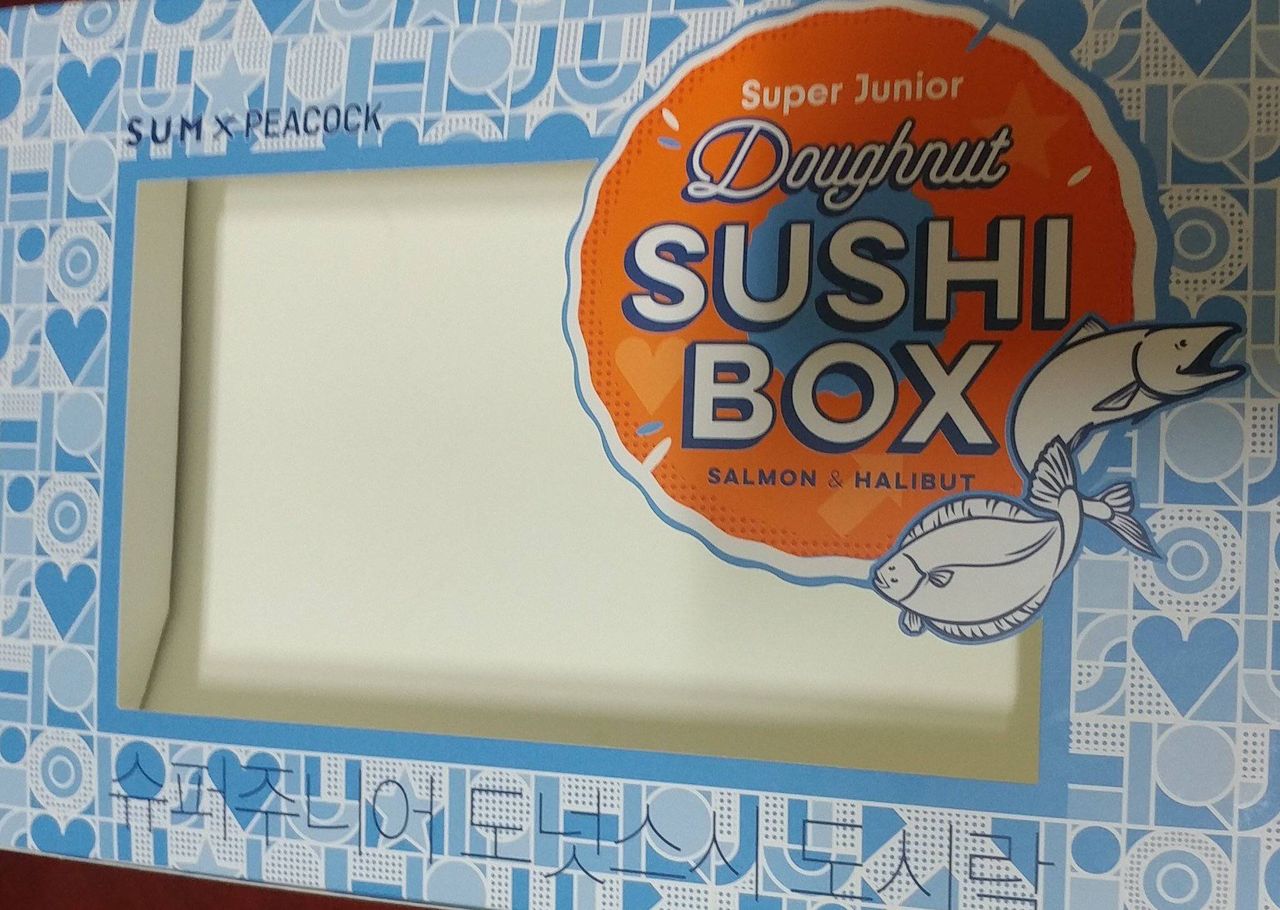 SUM X PEACOCK
Super Junior
Doughnut
SUSHI
BOX
SALMON & HALIBUT
슈퍼주니어 도넛스시 도시락